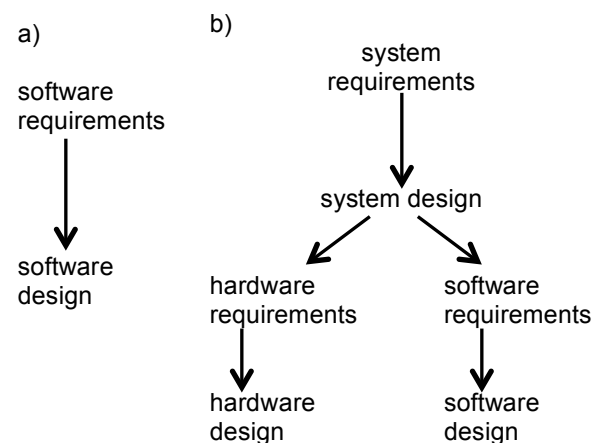 a)
software
requirements
software
design
b)
system
requirements
system design
hardware
requirements
software
requirements
hardware
design
software
design